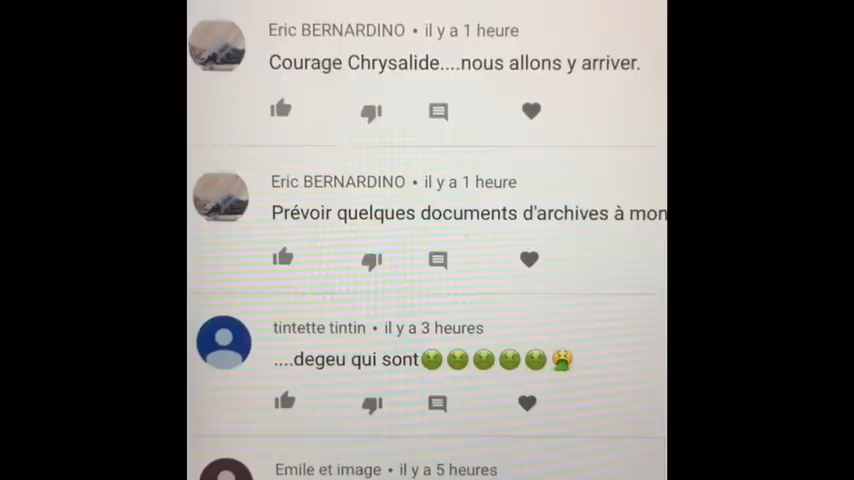 Eric BERNARDINO • il y a 1 heure
Courage Chrysalide....nous allons y arriver.
Eric BERNARDINO • il y a 1 heure
Prévoir quelques documents d'archives à mon
tintette tintin • il y a 3 heures
....degeu qui sont🤢🤢🤢🤢🤢🤮
Emile et image • il y a 5 heures